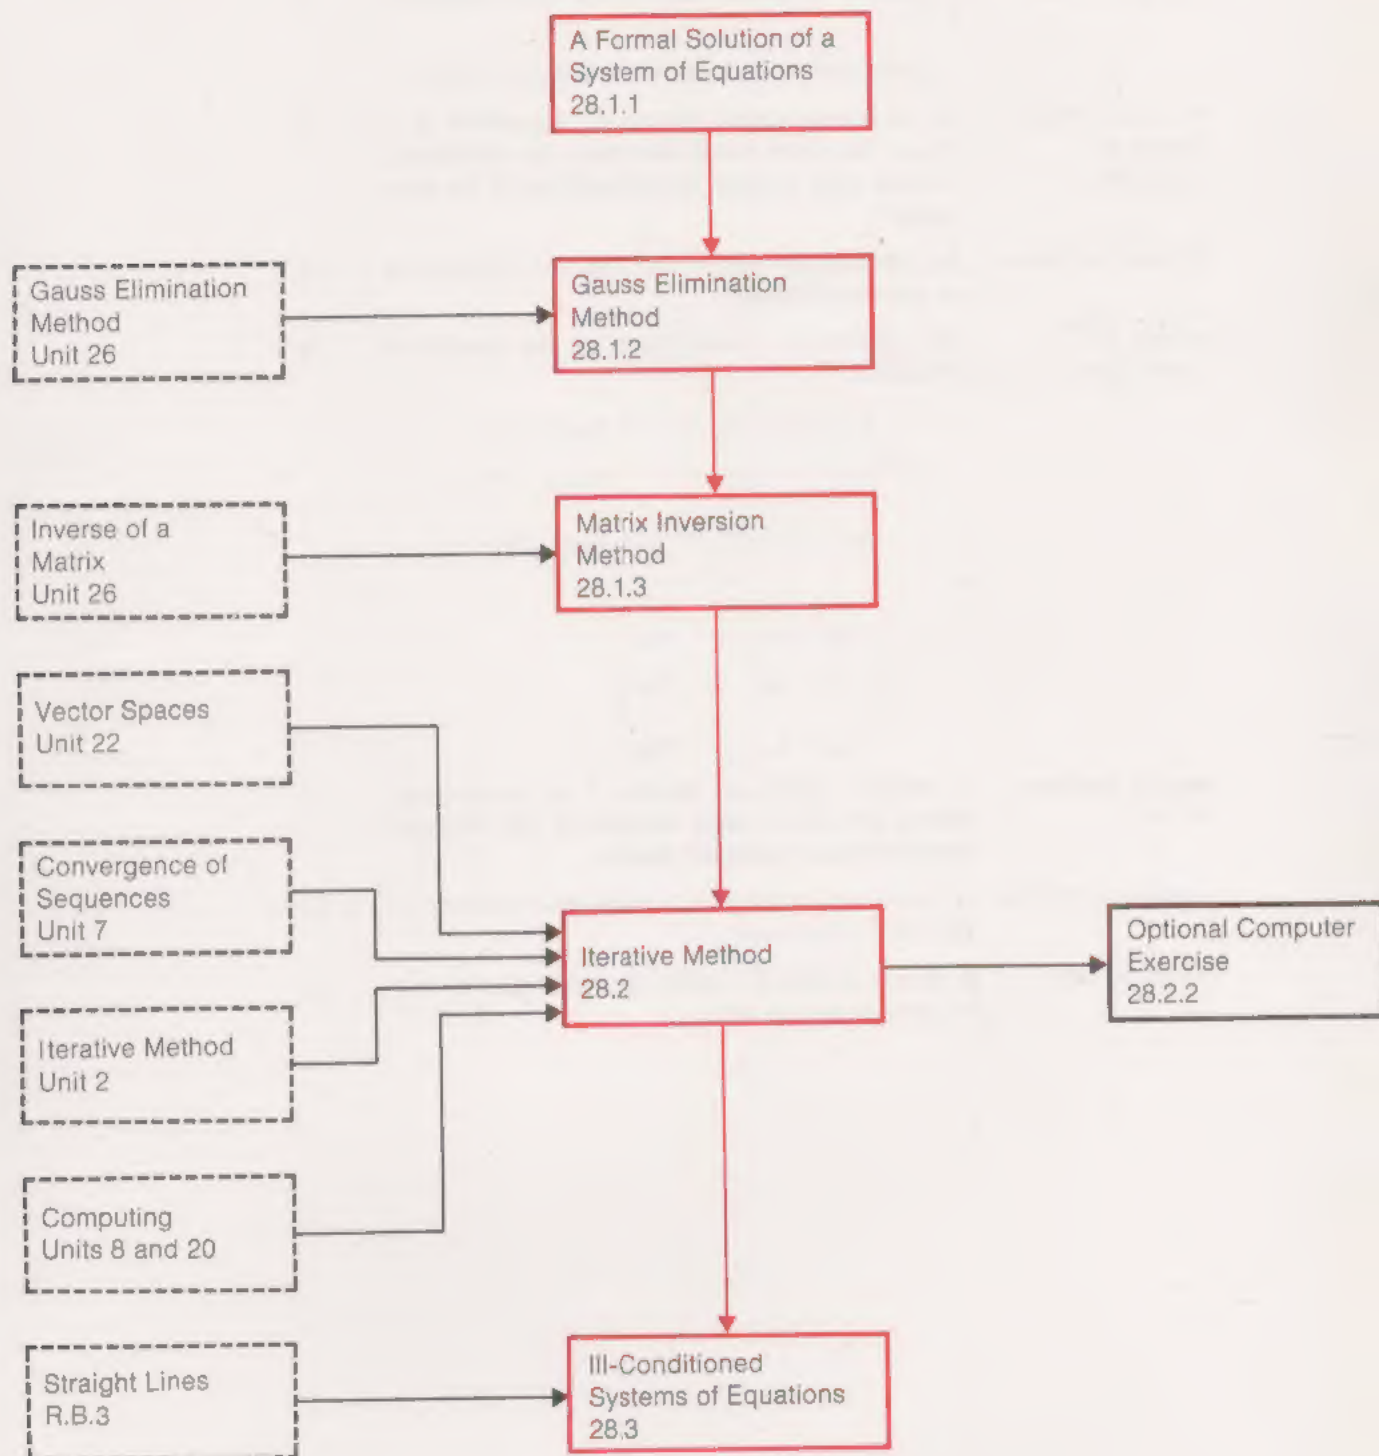 A Formal Solution of a
System of Equations
28.1.1
Gauss Elimination
Method
Unit 26
Gauss Elimination
Method
28.1.2
Inverse of a
Matrix
Unit 26
Matrix Inversion
Method
28.1.3
Vector Spaces
Unit 22
Convergence of
Sequences
Unit 7
Iterative Method
28.2
Optional Computer
Exercise
28.2.2
Iterative Method
Unit 2
Computing
Units 8 and 20
Straight Lines
R.B.3
Ill-Conditioned
Systems of Equations
28.3